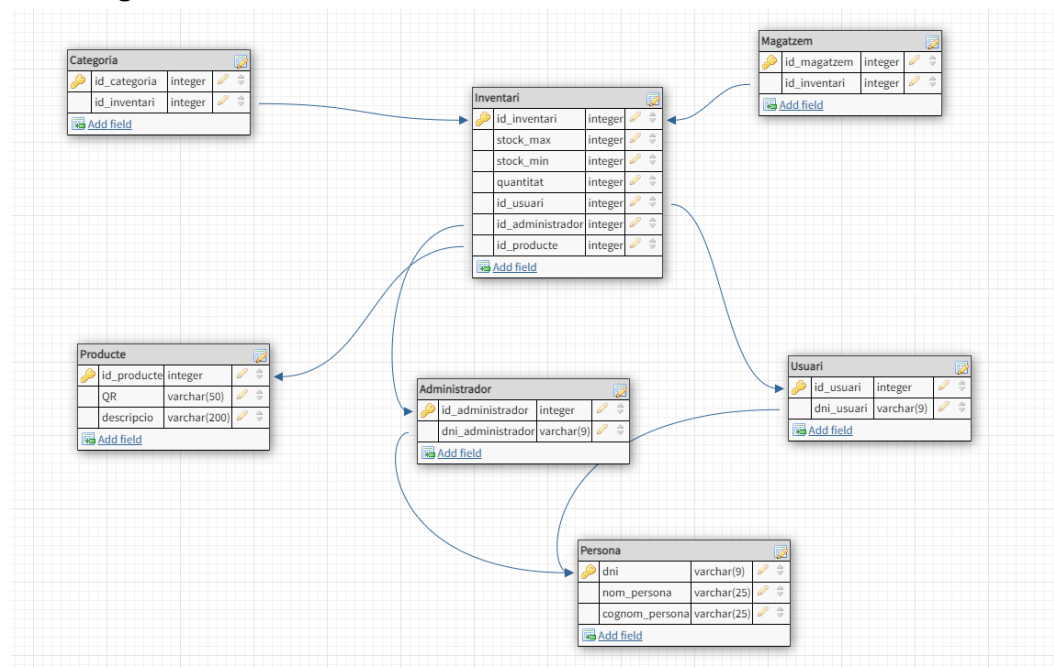 Categoria
id_categoria integer
id_inventari integer
Add field
Magatzem
id_magatzem integer
id_inventari integer
Add field
Inventari
id_inventari integer
stock_max integer
stock_min integer
quantitat integer
id_usuari integer
id_administrador integer
id_producte integer
Add field
Producte
id_producte integer
QR varchar(50)
descripcio varchar(200)
Add field
Administrador
id_administrador integer
dni_administrador varchar(9)
Add field
Usuari
id_usuari integer
dni_usuari varchar(9)
Add field
Persona
dni varchar(9)
nom_persona varchar(25)
cognom_persona varchar(25)
Add field